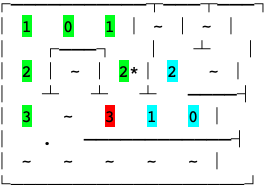 1 0 1 | ~ | ~ |
2 | ~ | 2* | 2 ~ |
3 ~ 3 1 0 |
.
~ ~ ~ ~ ~ |